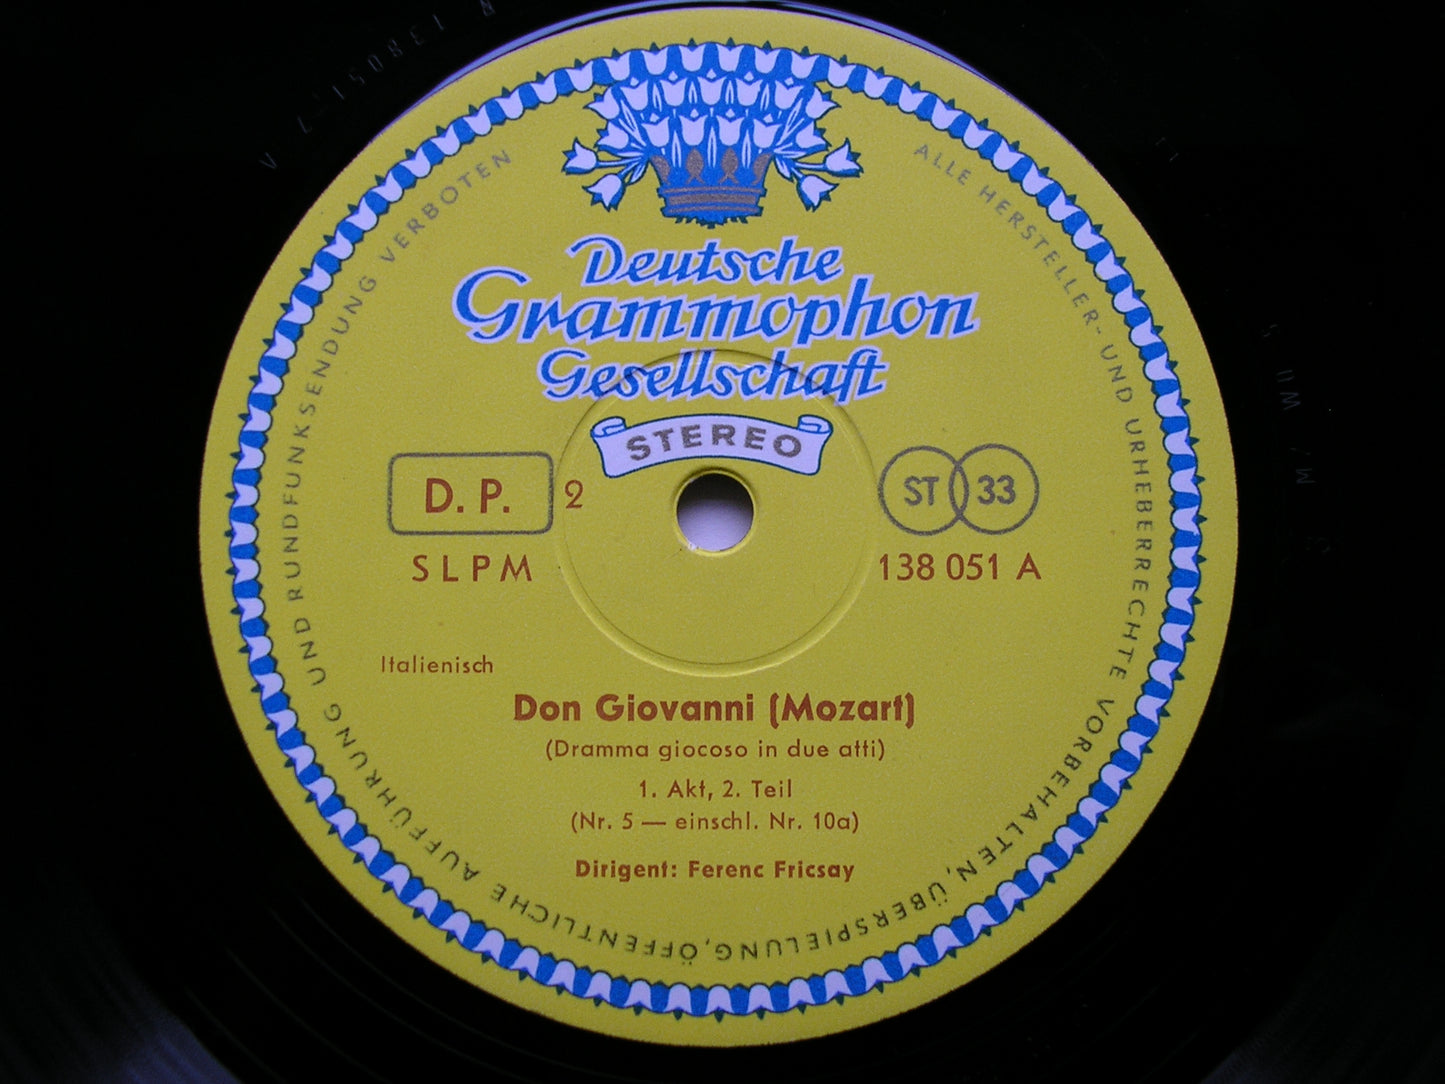 Deutsche
Grammophon
Gesellschaft
STEREO
D. P. 2
ST 33
SLPM
138 051 A
Italienisch
Don Giovanni (Mozart)
(Dramma giocoso in due atti)
1. Akt, 2. Teil
(Nr. 5 — einschl. Nr. 10a)
Dirigent: Ferenc Fricsay
ALLE HERSTELLER- UND URHEBERRECHTE VORBEHALTEN, ÜBERSPIELUNG, ÖFFENTLICHE AUFFÜHRUNG UND RUNDFUNKSENDUNG VERBOTEN